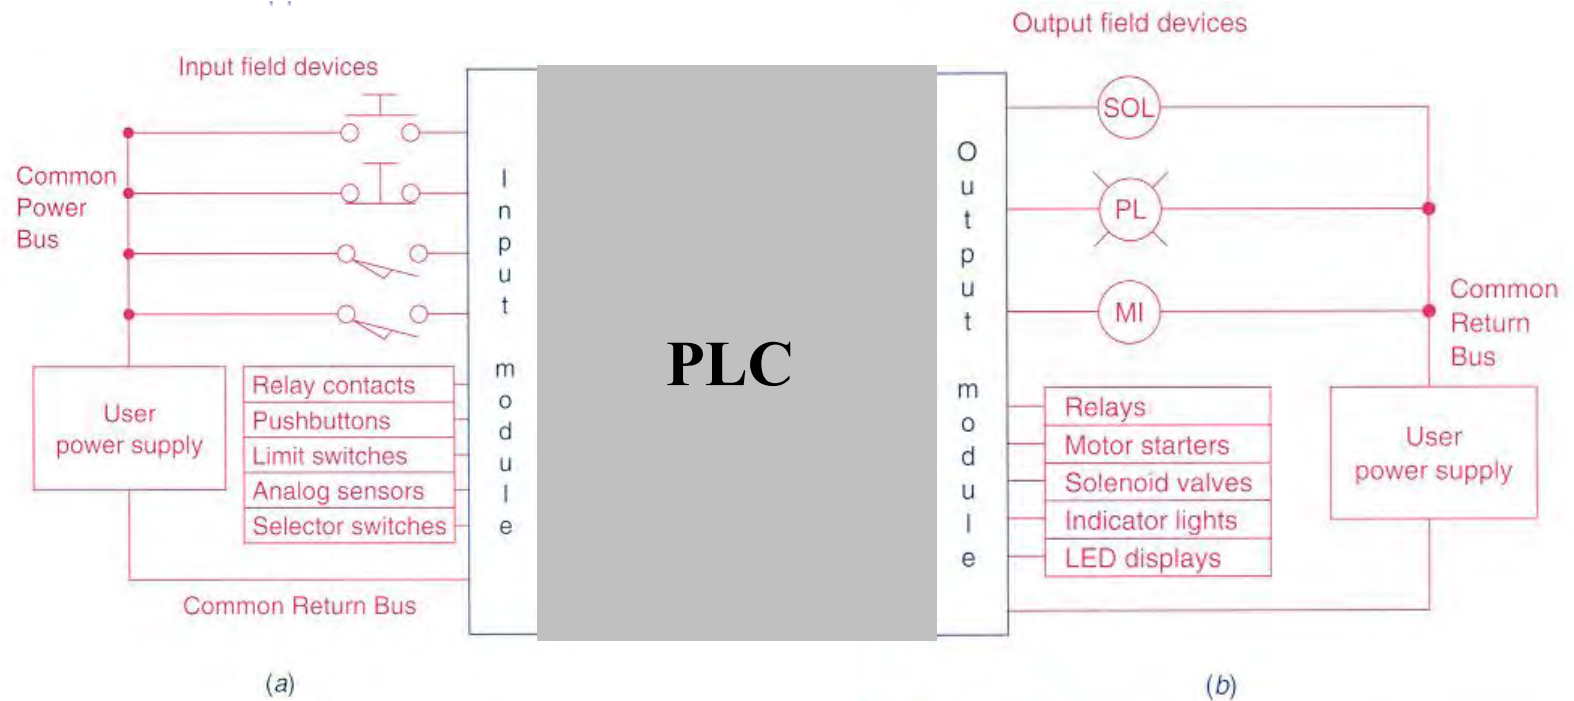 Output field devices
Input field devices
Common
Power
Bus
Input module
PLC
Output module
SOL
PL
MI
Common
Return
Bus
User
power supply
Relay contacts
Pushbuttons
Limit switches
Analog sensors
Selector switches
Common Return Bus
Relays
Motor starters
Solenoid valves
Indicator lights
LED displays
User
power supply
(a)
(b)